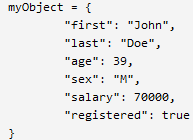 myObject = {
"first": "John",
"last": "Doe",
"age": 39,
"sex": "M",
"salary": 70000,
"registered": true
}